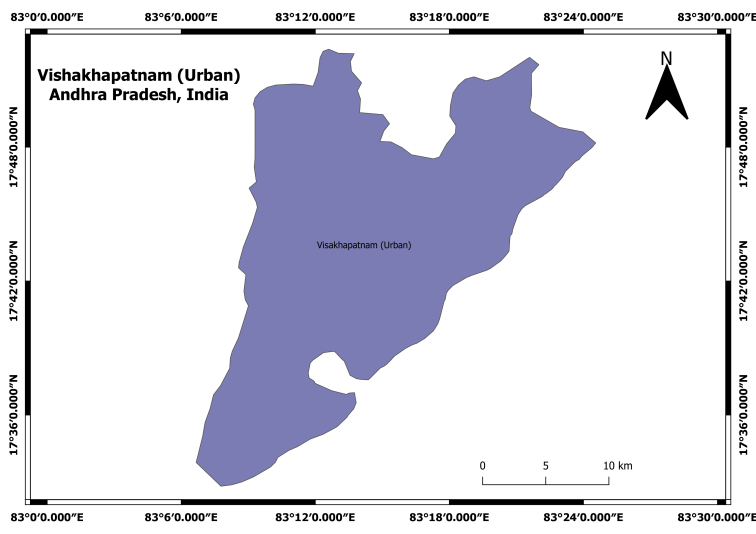 83°0′0.000″E 83°6′0.000″E 83°12′0.000″E 83°18′0.000″E 83°24′0.000″E 83°30′0.000″E
N
Vishakhapatnam (Urban)
Andhra Pradesh, India
17°48′0.000″N 17°48′0.000″N
Visakhapatnam (Urban)
17°42′0.000″N 17°42′0.000″N
17°36′0.000″N 17°36′0.000″N
0 5 10 km
83°0′0.000″E 83°6′0.000″E 83°12′0.000″E 83°18′0.000″E 83°24′0.000″E 83°30′0.000″E